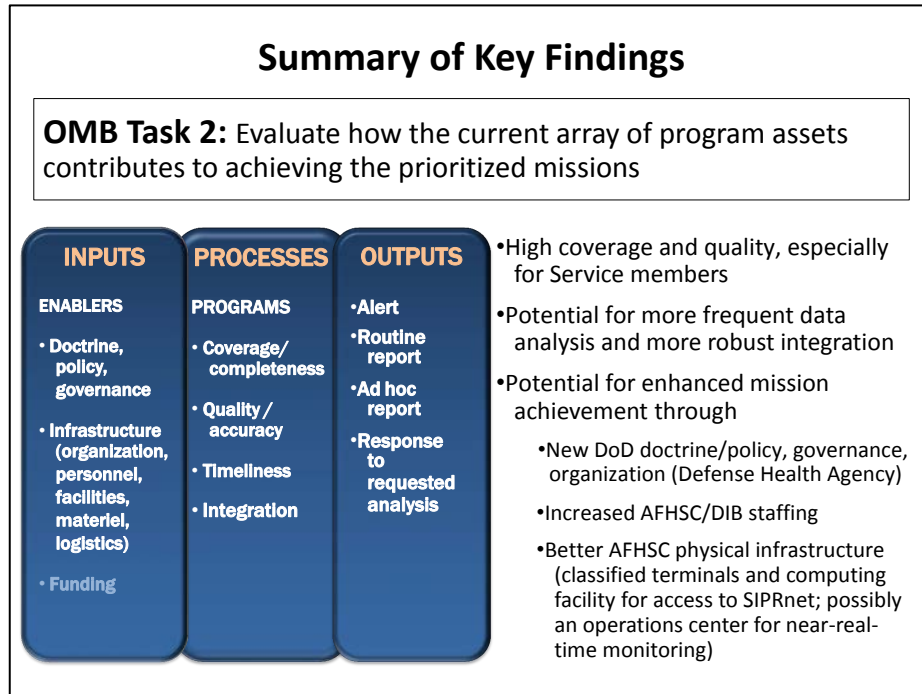 Summary of Key Findings
OMB Task 2: Evaluate how the current array of program assets
contributes to achieving the prioritized missions
INPUTS
ENABLERS
• Doctrine,
policy,
governance
• Infrastructure
(organization,
personnel,
facilities,
materiel,
logistics)
• Funding
PROCESSES
PROGRAMS
• Coverage/
completeness
• Quality /
accuracy
• Timeliness
• Integration
OUTPUTS
•Alert
•Routine
report
•Ad hoc
report
•Response
to
requested
analysis
•High coverage and quality, especially
for Service members
•Potential for more frequent data
analysis and more robust integration
•Potential for enhanced mission
achievement through
•New DoD doctrine/policy, governance,
organization (Defense Health Agency)
•Increased AFHSC/DIB staffing
•Better AFHSC physical infrastructure
(classified terminals and computing
facility for access to SIPRnet; possibly
an operations center for near-real-
time monitoring)